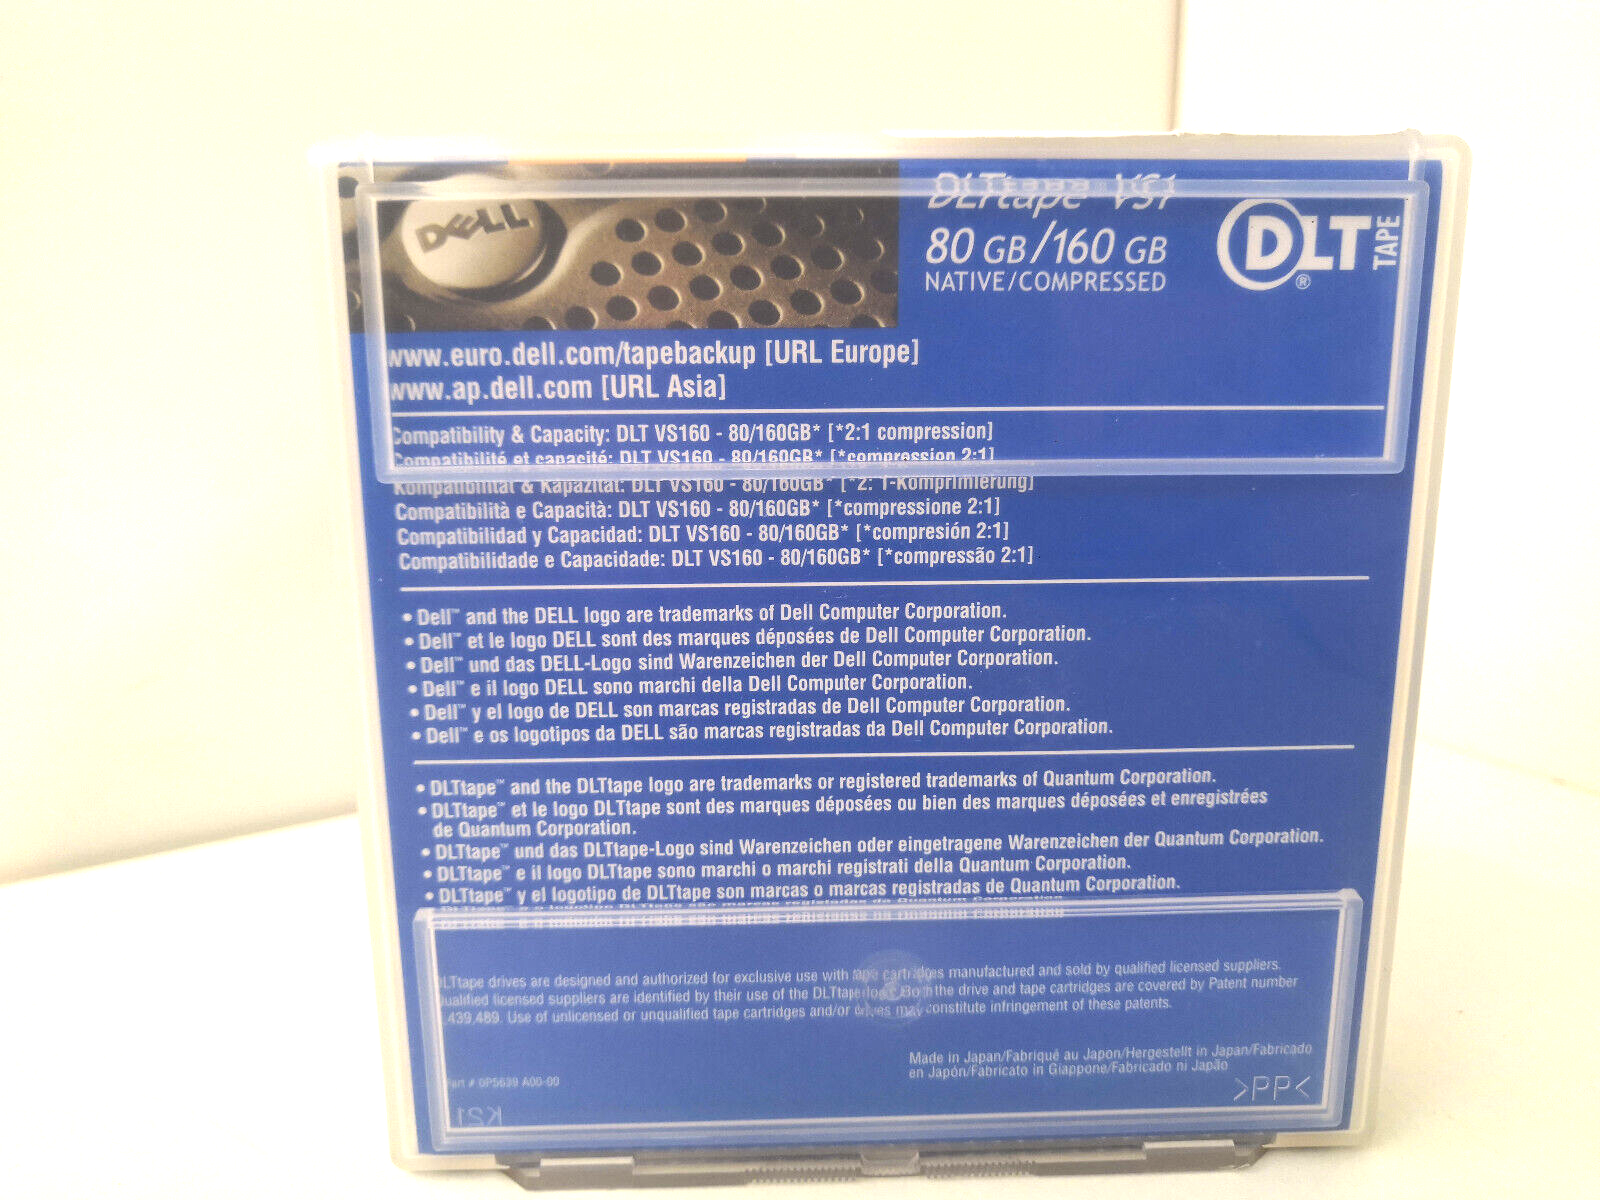 DELL
DLTtape VS1
80 GB/160 GB
NATIVE/COMPRESSED
DLT TAPE
®
www.euro.dell.com/tapebackup [URL Europe]
www.ap.dell.com [URL Asia]
Compatibility & Capacity: DLT VS160 - 80/160GB* [*2:1 compression]
Compatibilité et capacité: DLT VS160 - 80/160GB* [*compression 2:1]
Kompatibilität & Kapazität: DLT VS160 - 80/160GB* [*2: 1-Komprimierung]
Compatibilità e Capacità: DLT VS160 - 80/160GB* [*compressione 2:1]
Compatibilidad y Capacidad: DLT VS160 - 80/160GB* [*compresión 2:1]
Compatibilidade e Capacidade: DLT VS160 - 80/160GB* [*compressão 2:1]
• Dell™ and the DELL logo are trademarks of Dell Computer Corporation.
• Dell™ et le logo DELL sont des marques déposées de Dell Computer Corporation.
• Dell™ und das DELL-Logo sind Warenzeichen der Dell Computer Corporation.
• Dell™ e il logo DELL sono marchi della Dell Computer Corporation.
• Dell™ y el logo de DELL son marcas registradas de Dell Computer Corporation.
• Dell™ e os logotipos da DELL são marcas registradas da Dell Computer Corporation.
• DLTtape™ and the DLTtape logo are trademarks or registered trademarks of Quantum Corporation.
• DLTtape™ et le logo DLTtape sont des marques déposées ou bien des marques déposées et enregistrées
de Quantum Corporation.
• DLTtape™ und das DLTtape-Logo sind Warenzeichen oder eingetragene Warenzeichen der Quantum Corporation.
• DLTtape™ e il logo DLTtape sono marchi o marchi registrati della Quantum Corporation.
• DLTtape™ y el logotipo de DLTtape son marcas o marcas registradas de Quantum Corporation.
DLTtape drives are designed and authorized for exclusive use with tape cartridges manufactured and sold by qualified licensed suppliers.
Qualified licensed suppliers are identified by their use of the DLTtape logo. Both the drive and tape cartridges are covered by Patent number
,439,489. Use of unlicensed or unqualified tape cartridges and/or drives may constitute infringement of these patents.
Made in Japan/Fabriqué au Japon/Hergestellt in Japan/Fabricado
en Japón/Fabricato in Giappone/Fabricado ni Japão
Part # 0P5639 A00-00
>PP<
K21